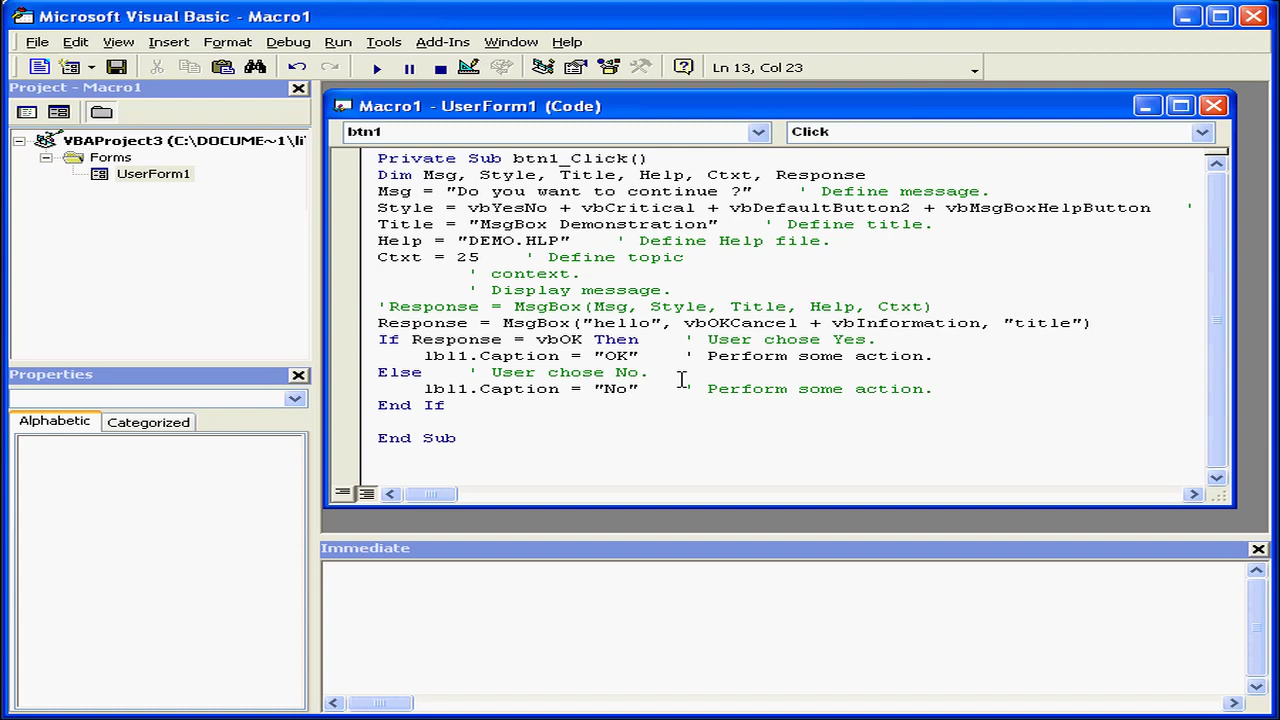 Microsoft Visual Basic - Macro1
File Edit View Insert Format Debug Run Tools Add-Ins Window Help
Ln 13, Col 23
Project - Macro1
VBAProject3 (C:\DOCUME~1\li
Forms
UserForm1
Properties
Alphabetic Categorized
Macro1 - UserForm1 (Code)
btn1 Click
Private Sub btn1_Click()
Dim Msg, Style, Title, Help, Ctxt, Response
Msg = "Do you want to continue ?" ' Define message.
Style = vbYesNo + vbCritical + vbDefaultButton2 + vbMsgBoxHelpButton '
Title = "MsgBox Demonstration" ' Define title.
Help = "DEMO.HLP" ' Define Help file.
Ctxt = 25 ' Define topic
' context.
' Display message.
'Response = MsgBox(Msg, Style, Title, Help, Ctxt)
Response = MsgBox("hello", vbOKCancel + vbInformation, "title")
If Response = vbOK Then ' User chose Yes.
lbl1.Caption = "OK" ' Perform some action.
Else ' User chose No.
lbl1.Caption = "No" ' Perform some action.
End If
End Sub
Immediate